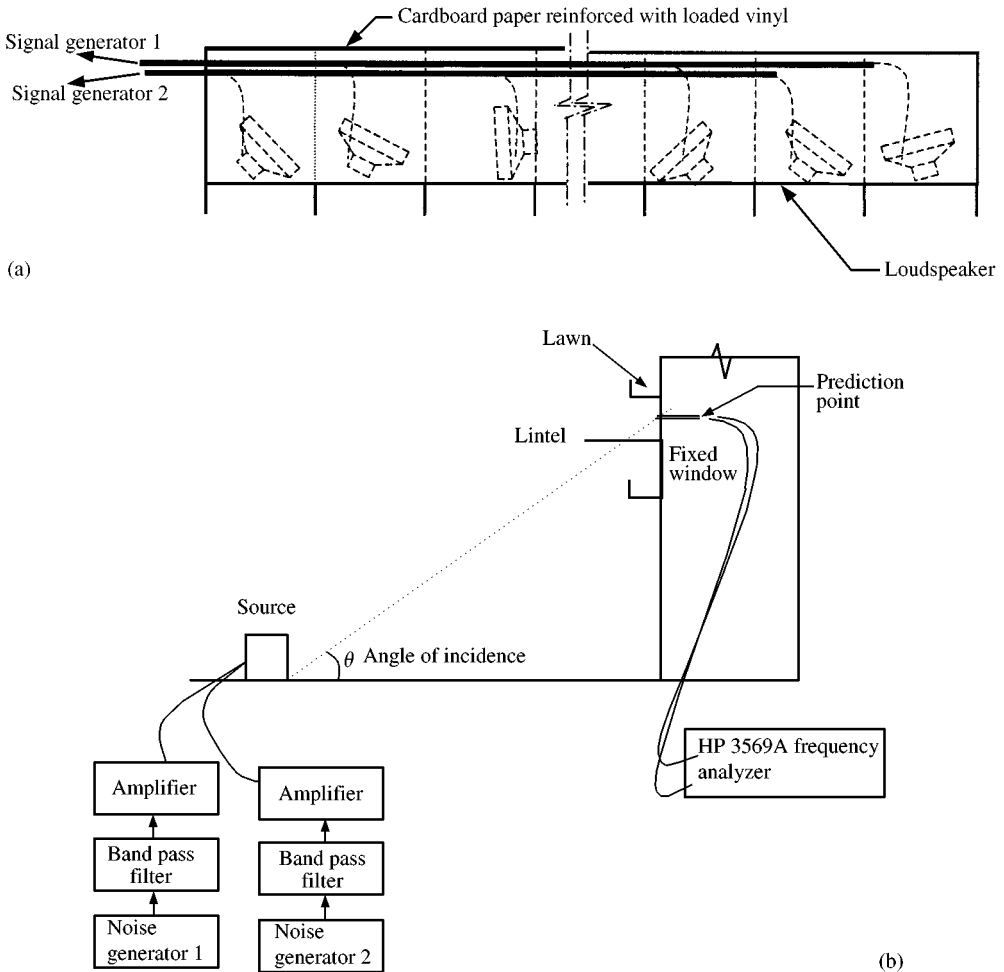 Cardboard paper reinforced with loaded vinyl
Signal generator 1
Signal generator 2
(a)
Loudspeaker
Lawn
Prediction
point
Lintel
Fixed
window
Source
θ Angle of incidence
HP 3569A frequency
analyzer
Amplifier
Amplifier
Band pass
filter
Band pass
filter
Noise
generator 1
Noise
generator 2
(b)